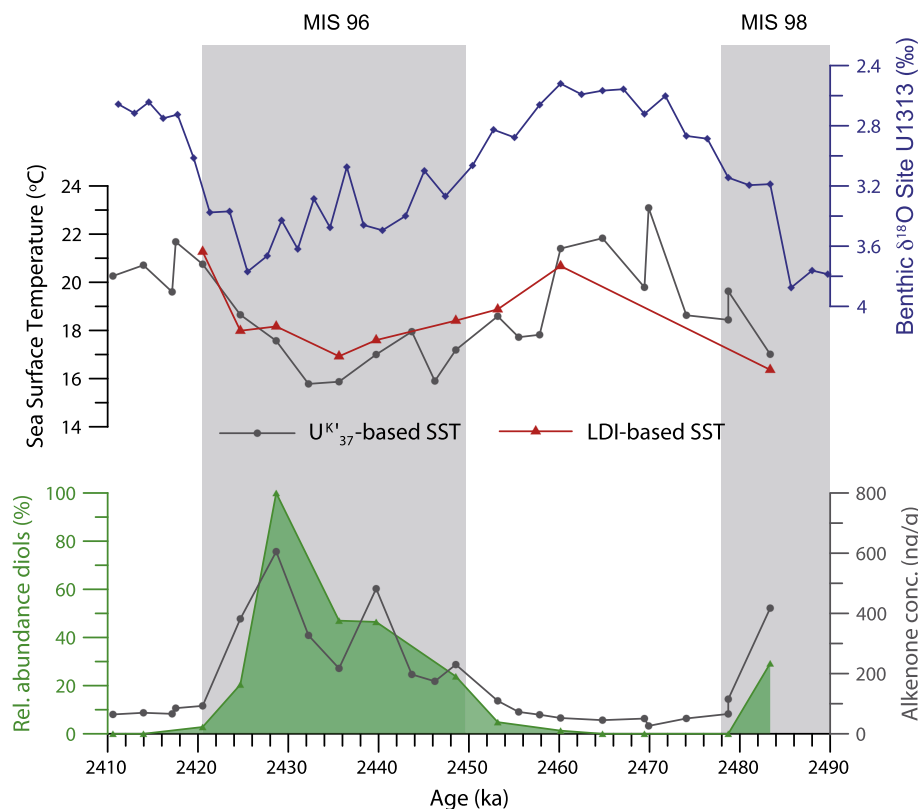 MIS 96
MIS 98
2.4
2.8
3.2
3.6
4
Benthic δ¹⁸O Site U1313 (‰)
24
22
20
18
16
14
Sea Surface Temperature (ºC)
Uᴷ'₃₇-based SST
LDI-based SST
100
80
60
40
20
0
Rel. abundance diols (%)
800
600
400
200
0
Alkenone conc. (ng/g)
2410 2420 2430 2440 2450 2460 2470 2480 2490
Age (ka)